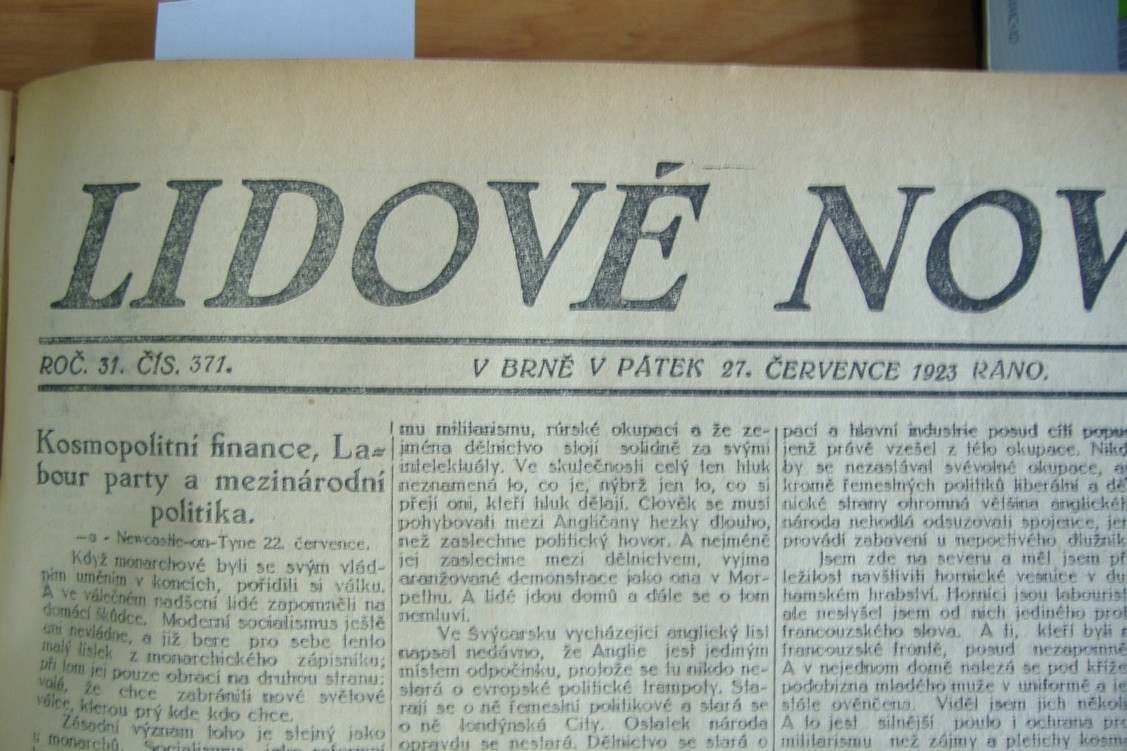 LIDOVÉ NOV
ROČ. 31. ČÍS. 371.
V BRNĚ V PÁTEK 27. ČERVENCE 1923 RÁNO.
Kosmopolitní finance, La-
bour party a mezinárodní
politika.
—a - Newcastle-on-Tyne 22. července.
Když monarchové byli se svým vlád-
ním uměním v koncích, pořídili si válku.
A ve válečném nadšení lidé zapomněli na
domácí škůdce. Moderní socialismus ještě
ani nevládne, a již bere pro sebe tento
malý lístek z monarchického zápisníku;
při tom jej pouze obrací na druhou stranu:
volá, že chce zabrániti nové světové
válce, kterou prý kde kdo chce.
Zásadní význam toho je stejný jako
u monarchů. Socialismus, jako
mu militarismu, rúrské okupaci a že ze-
jména dělnictvo stojí solidně za svými
intelektuály. Ve skutečnosti celý ten hluk
neznamená to, co je, nýbrž jen to, co si
přejí oni, kteří hluk dělají. Člověk se musí
pohybovati mezi Angličany hezky dlouho,
než zaslechne politický hovor. A nejméně
jej zaslechne mezi dělnictvem, vyjma
aranžované demonstrace jako ona v Mor-
pethu. A lidé jdou domů a dále se o tom
nemluví.
Ve Švýcarsku vycházející anglický list
napsal nedávno, že Anglie jest jediným
místem odpočinku, protože se tu nikdo ne-
stará o evropské politické trampoty. Sta-
rají se o ně řemeslní politikové a stará se
o ně londýnská City. Ostatek národa
opravdu se nestará. Dělnictvo se stará o
pací a hlavní industrie posud cítí popu
jenž právě vzešel z této okupace. Nikd
by se nezastával svévolné okupace, a
kromě řemeslných politiků liberální a dě
nické strany ohromná většina anglickéh
národa nehodlá odsuzovati spojence, jen
provádí zabavení u nepoctivého dlužník
Jsem zde na severu a měl jsem př
ležitost navštíviti hornické vesnice v du
hamském hrabství. Horníci jsou labourist
ale neslyšel jsem od nich jediného prot
francouzského slova. A ti, kteří byli n
francouzské frontě, posud nezapomně
A v nejednom domě nalezá se pod kříže
podobizna mladého muže v uniformě a je
stále ověnčena. Viděl jsem jich několi
A to jest silnější pouto i ochrana pro
militarismu než zájmy a pletichy kosm